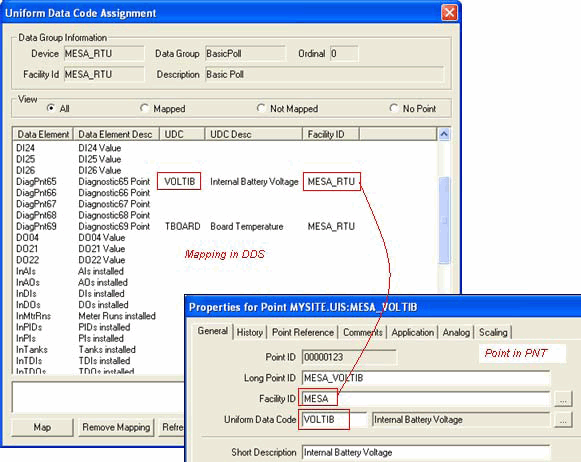 Uniform Data Code Assignment
Data Group Information
Device MESA_RTU Data Group BasicPoll Ordinal 0
Facility Id MESA_RTU Description Basic Poll
View
All Mapped Not Mapped No Point
Data Element Data Element Desc UDC UDC Desc Facility ID
DI24 DI24 Value
DI25 DI25 Value
DI26 DI26 Value
DiagPnt65 Diagnostic65 Point VOLTIB Internal Battery Voltage MESA_RTU
DiagPnt66 Diagnostic66 Point
DiagPnt67 Diagnostic67 Point
DiagPnt68 Diagnostic68 Point
DiagPnt69 Diagnostic69 Point TBOARD Board Temperature MESA_RTU
DO04 DO04 Value
DO21 DO21 Value
DO22 DO22 Value
Mapping in DDS
InAIs AIs installed
InAOs AOs installed
InDIs DIs installed
InDOs DOs installed
InMtrRns Meter Runs installed
InPIDs PIDs installed
InPIs PIs installed
InTanks Tanks installed
InTDIs TDIs installed
InTDOs TDOs installed
Map Remove Mapping Refre
Properties for Point MYSITE.UIS:MESA_VOLTIB
General History Point Reference Comments Application Analog Scaling
Point ID 00000123
Point in PNT
Long Point ID MESA_VOLTIB
Facility ID MESA ...
Uniform Data Code VOLTIB Internal Battery Voltage ...
Short Description Internal Battery Voltage